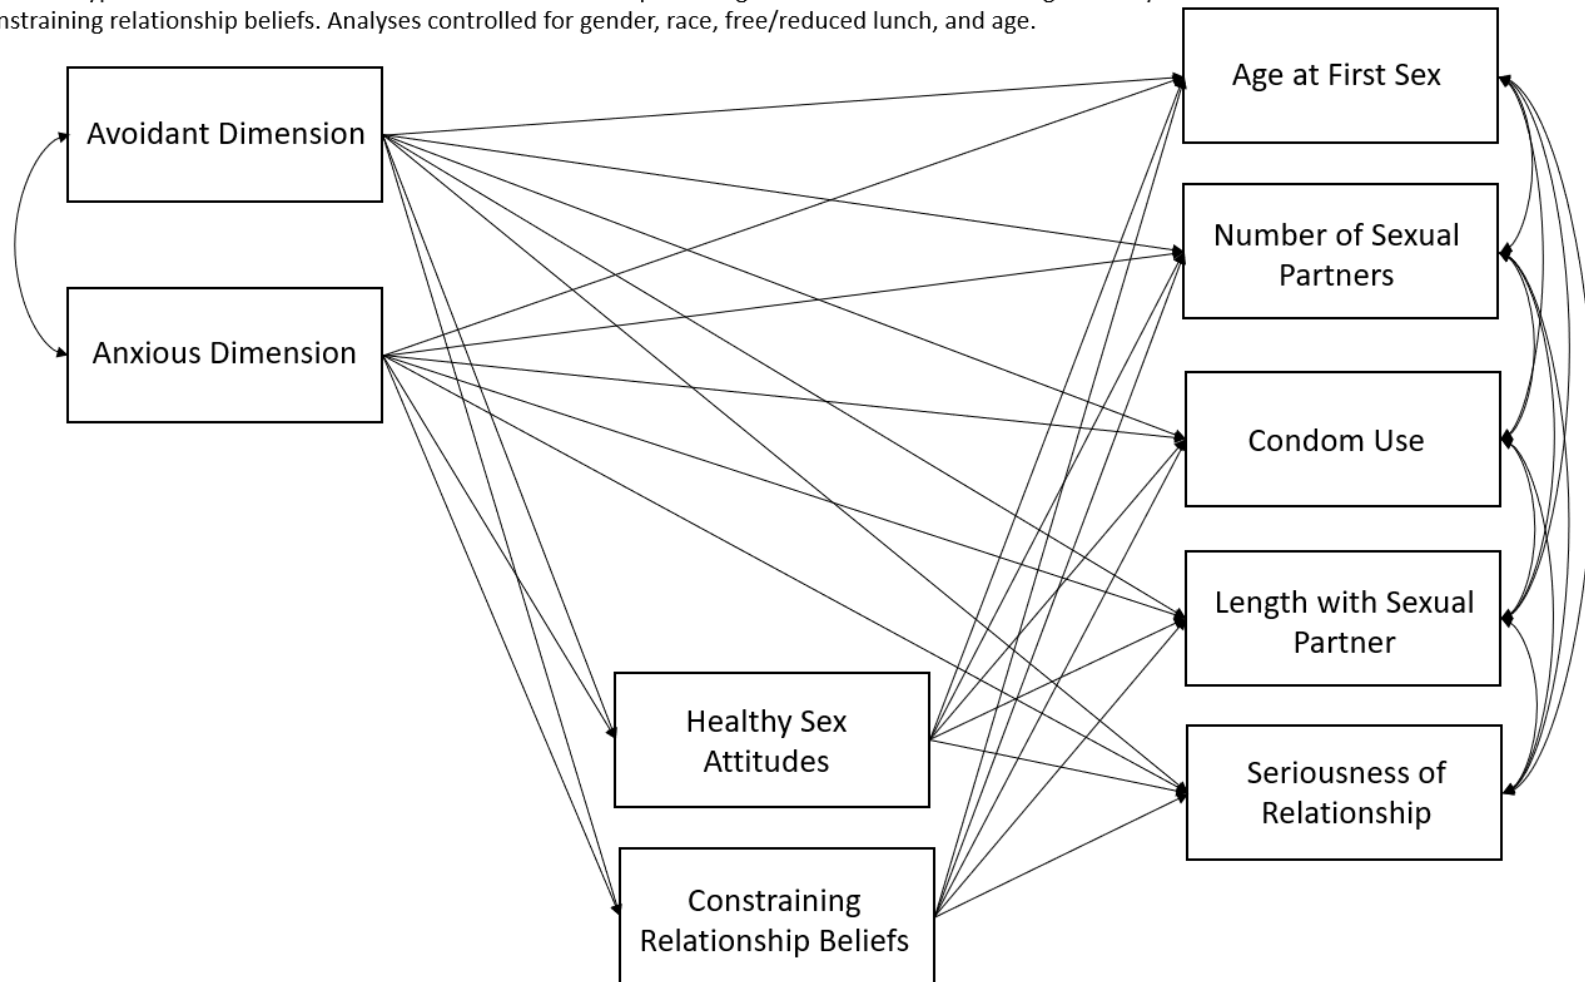 nstraining relationship beliefs. Analyses controlled for gender, race, free/reduced lunch, and age.
Age at First Sex
Avoidant Dimension
Number of Sexual
Partners
Anxious Dimension
Condom Use
Length with Sexual
Partner
Healthy Sex
Attitudes
Seriousness of
Relationship
Constraining
Relationship Beliefs